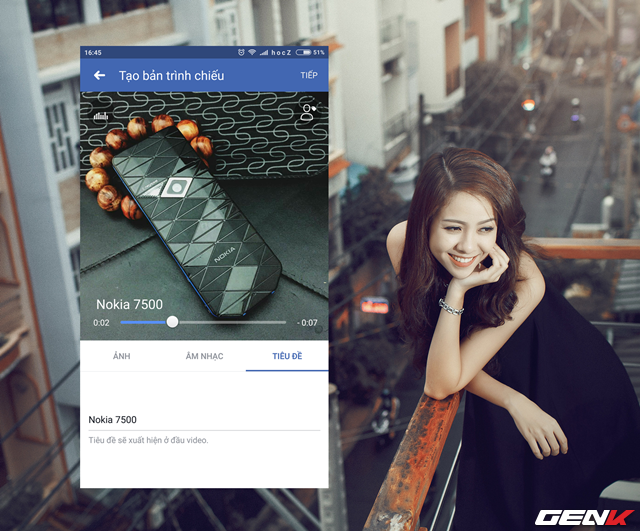 16:45
hocZ
51%
Tạo bản trình chiếu
TIẾP
NOKIA
Nokia 7500
0:02
- 0:07
ẢNH
ÂM NHẠC
TIÊU ĐỀ
Nokia 7500
Tiêu đề sẽ xuất hiện ở đầu video.
GENK